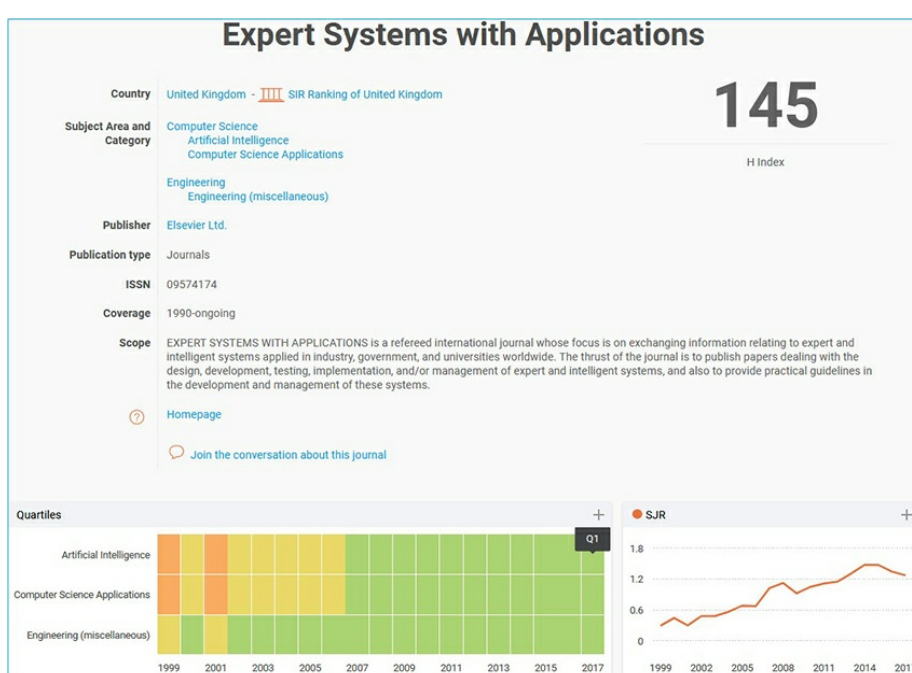 Expert Systems with Applications
Country
United Kingdom - SIR Ranking of United Kingdom
145
H Index
Subject Area and
Category
Computer Science
Artificial Intelligence
Computer Science Applications
Engineering
Engineering (miscellaneous)
Publisher
Elsevier Ltd.
Publication type
Journals
ISSN
09574174
Coverage
1990-ongoing
Scope
EXPERT SYSTEMS WITH APPLICATIONS is a refereed international journal whose focus is on exchanging information relating to expert and
intelligent systems applied in industry, government, and universities worldwide. The thrust of the journal is to publish papers dealing with the
design, development, testing, implementation, and/or management of expert and intelligent systems, and also to provide practical guidelines in
the development and management of these systems.
?
Homepage
Join the conversation about this journal
Quartiles
+
Q1
Artificial Intelligence
Computer Science Applications
Engineering (miscellaneous)
1999 2001 2003 2005 2007 2009 2011 2013 2015 2017
SJR
+
1.8
1.2
0.6
0
1999 2002 2005 2008 2011 2014 201